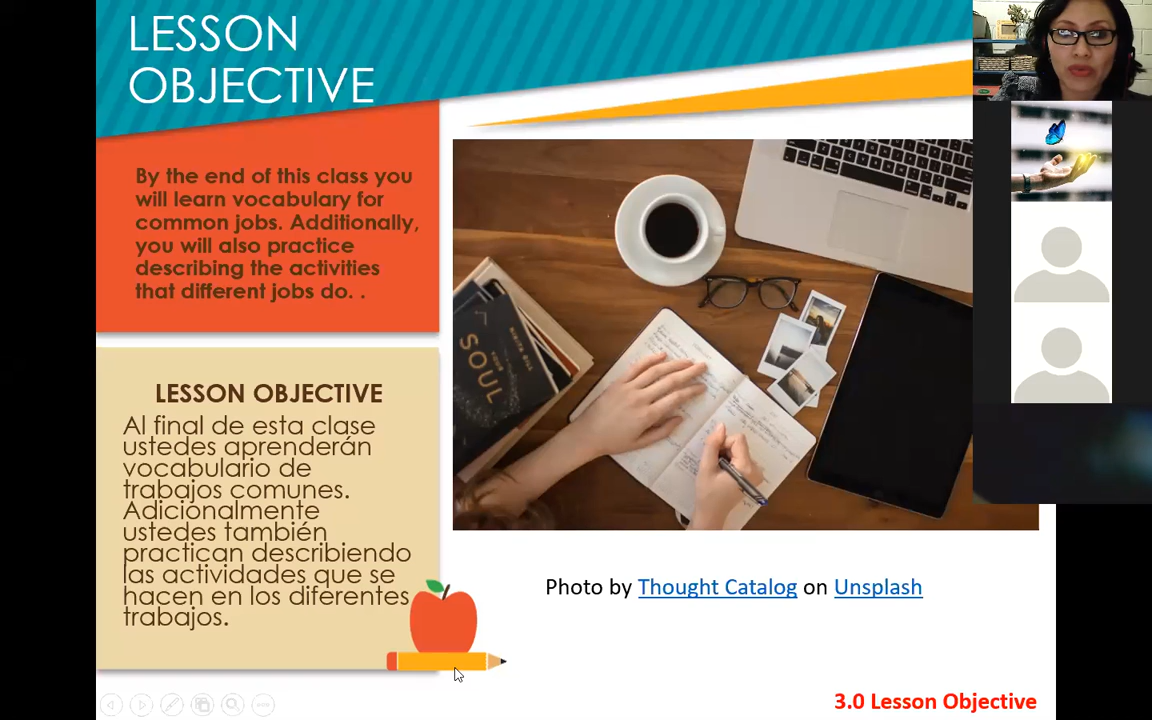 LESSON
OBJECTIVE
By the end of this class you
will learn vocabulary for
common jobs. Additionally,
you will also practice
describing the activities
that different jobs do. .
LESSON OBJECTIVE
Al final de esta clase
ustedes aprenderán
vocabulario de
trabajos comunes.
Adicionalmente
ustedes también
practican describiendo
las actividades que se
hacen en los diferentes
trabajos.
YOUR
SOUL
Photo by Thought Catalog on Unsplash
3.0 Lesson Objective